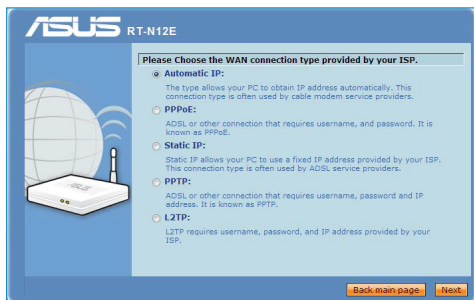 ASUS RT-N12E
Please Choose the WAN connection type provided by your ISP.
Automatic IP:
The type allows your PC to obtain IP address automatically. This
connection type is often used by cable modem service providers.
PPPoE:
ADSL or other connection that requires username, and password. It is
known as PPPoE.
Static IP:
Static IP allows your PC to use a fixed IP address provided by your ISP.
This connection type is often used by ADSL service providers.
PPTP:
ADSL or other connection that requires username, password and IP
address. It is known as PPTP.
L2TP:
L2TP requires username, password, and IP address provided by your
ISP.
Back main page Next